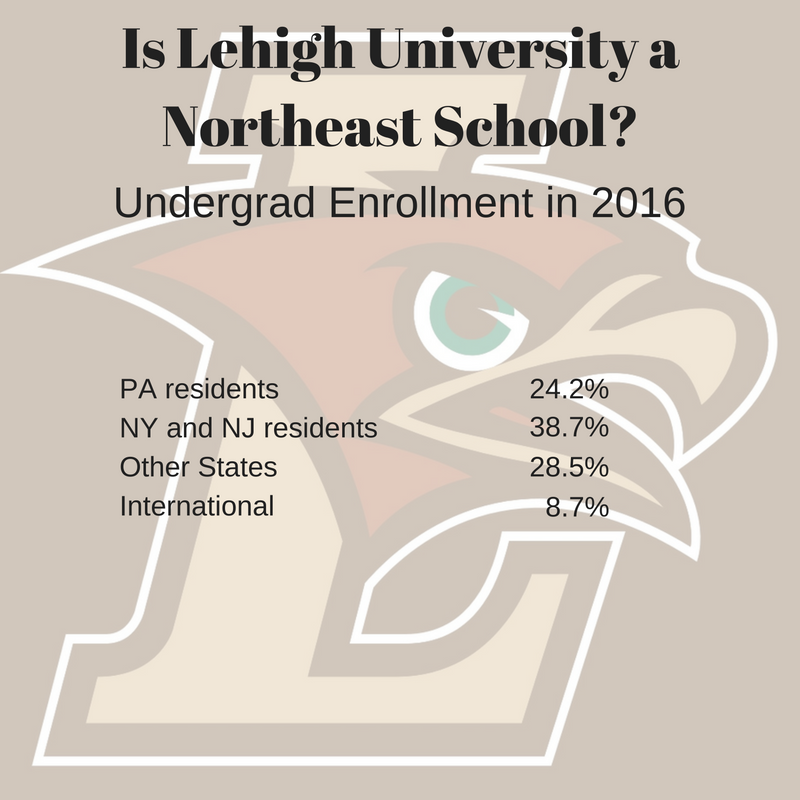 Is Lehigh University a
Northeast School?
Undergrad Enrollment in 2016
PA residents 24.2%
NY and NJ residents 38.7%
Other States 28.5%
International 8.7%